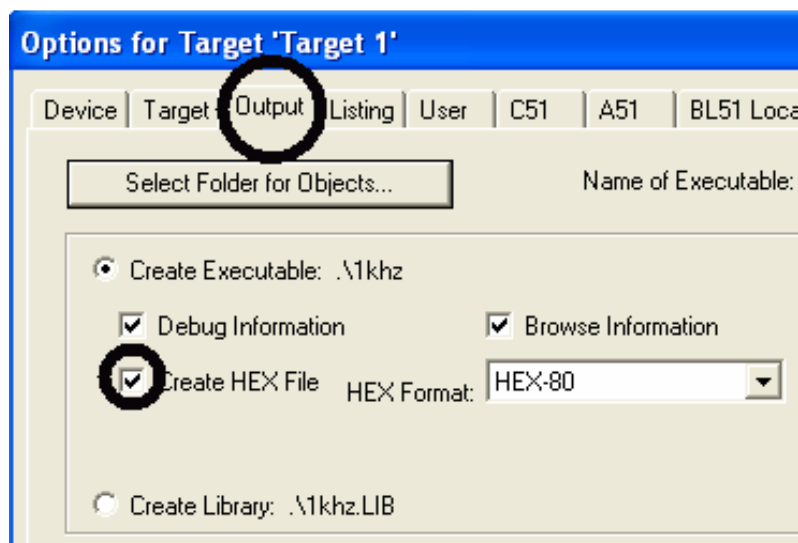 Options for Target 'Target 1'
Device Target Output Listing User C51 A51 BL51 Loca
Select Folder for Objects... Name of Executable:
Create Executable: .\1khz
Debug Information Browse Information
Create HEX File HEX Format: HEX-80
Create Library: .\1khz.LIB